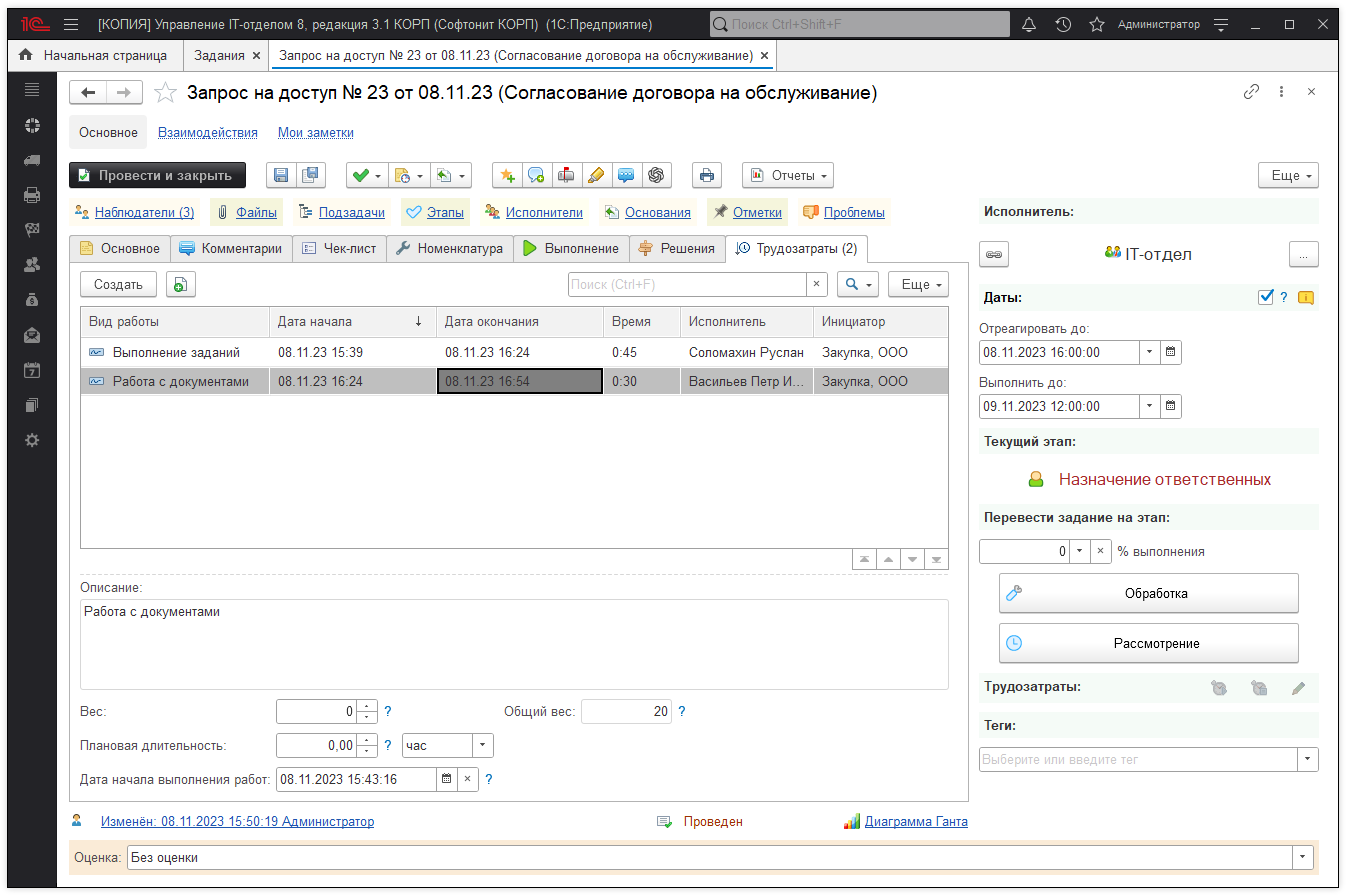 1С [КОПИЯ] Управление IT-отделом 8, редакция 3.1 КОРП (Софтонит КОРП) (1С:Предприятие) Поиск Ctrl+Shift+F Администратор
Начальная страница Задания × Запрос на доступ № 23 от 08.11.23 (Согласование договора на обслуживание) ×
Запрос на доступ № 23 от 08.11.23 (Согласование договора на обслуживание)
Основное Взаимодействия Мои заметки
Провести и закрыть Отчеты Еще
Наблюдатели (3) Файлы Подзадачи Этапы Исполнители Основания Отметки Проблемы
Основное Комментарии Чек-лист Номенклатура Выполнение Решения Трудозатраты (2)
Создать Поиск (Ctrl+F) × Еще
Вид работы Дата начала ↓ Дата окончания Время Исполнитель Инициатор
Выполнение заданий 08.11.23 15:39 08.11.23 16:24 0:45 Соломахин Руслан Закупка, ООО
Работа с документами 08.11.23 16:24 08.11.23 16:54 0:30 Васильев Петр И... Закупка, ООО
Описание:
Работа с документами
Вес: 0 ? Общий вес: 20 ?
Плановая длительность: 0,00 ? час
Дата начала выполнения работ: 08.11.2023 15:43:16 × ?
Изменён: 08.11.2023 15:50:19 Администратор Проведен Диаграмма Ганта
Оценка: Без оценки
Исполнитель:
IT-отдел ...
Даты: ?
Отреагировать до:
08.11.2023 16:00:00
Выполнить до:
09.11.2023 12:00:00
Текущий этап:
Назначение ответственных
Перевести задание на этап:
0 × % выполнения
Обработка
Рассмотрение
Трудозатраты:
Теги:
Выберите или введите тег